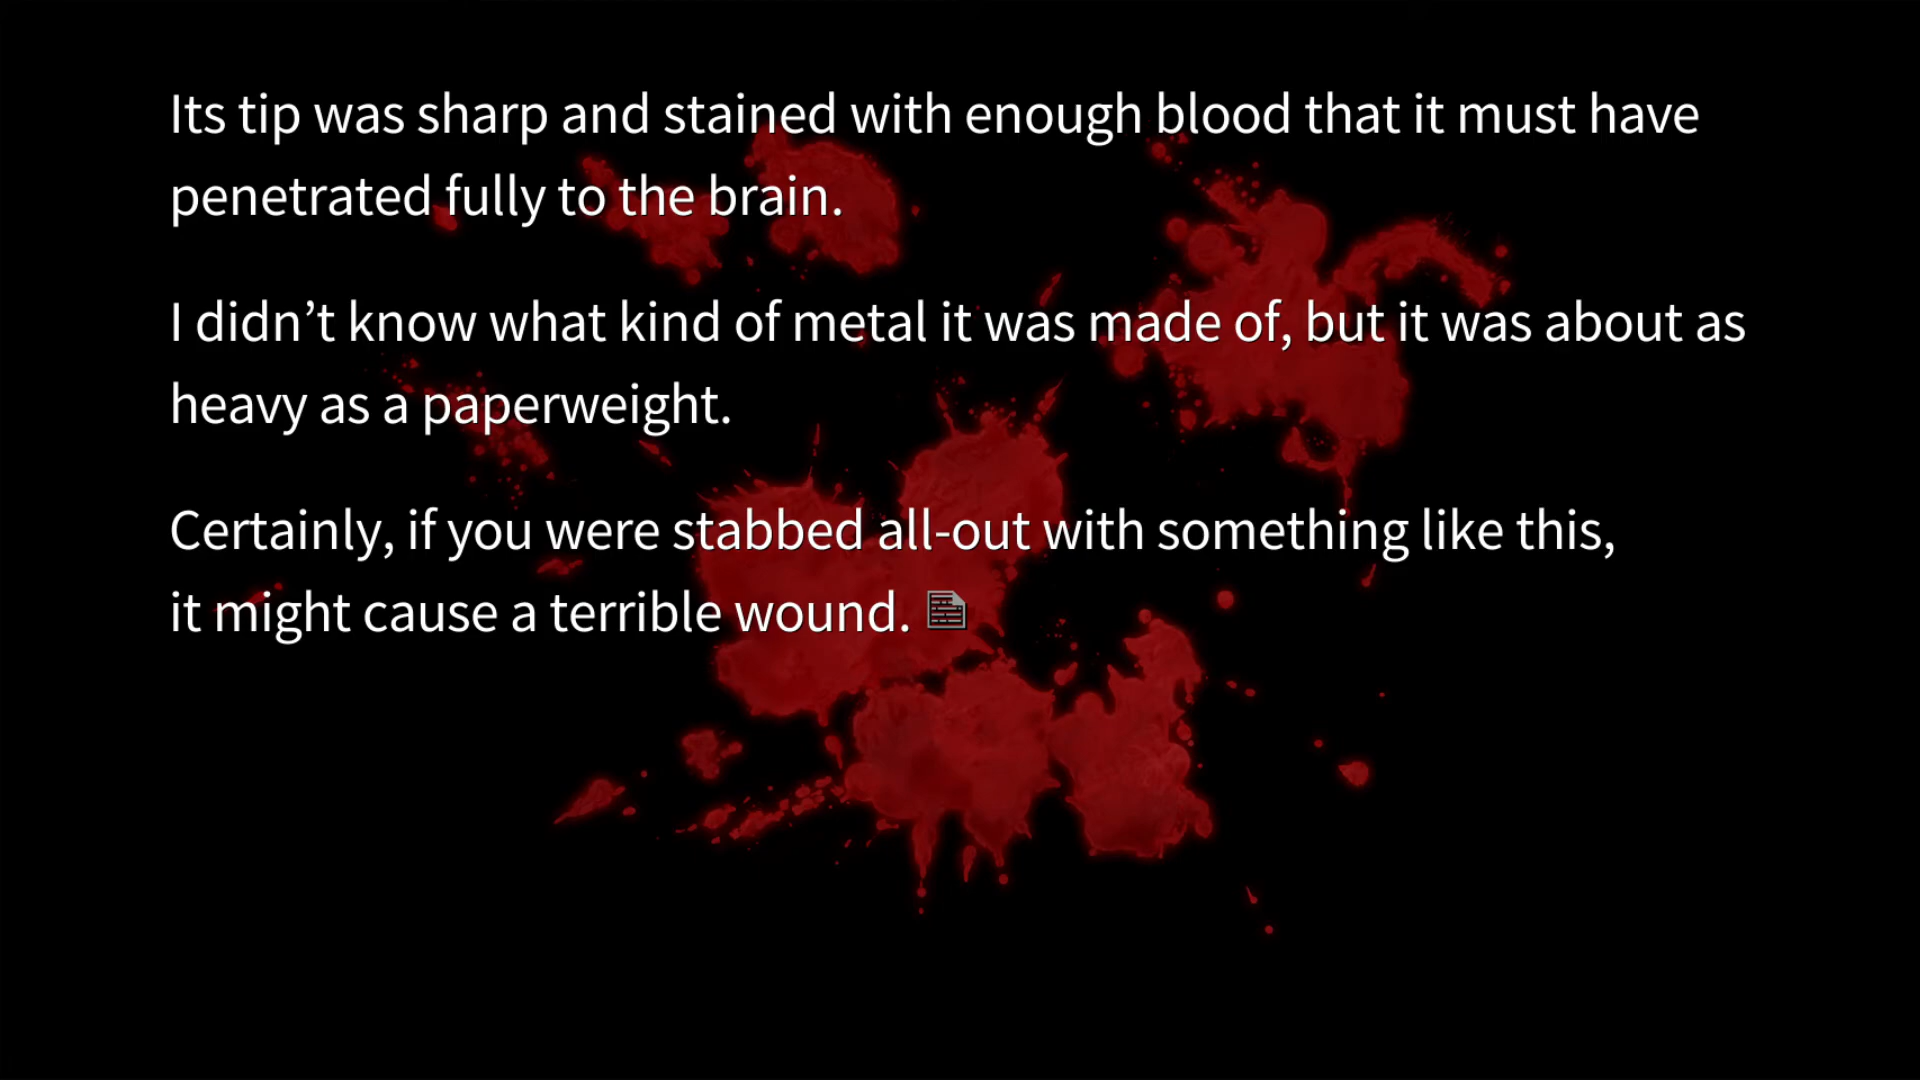 Its tip was sharp and stained with enough blood that it must have
penetrated fully to the brain.
I didn’t know what kind of metal it was made of, but it was about as
heavy as a paperweight.
Certainly, if you were stabbed all-out with something like this,
it might cause a terrible wound.